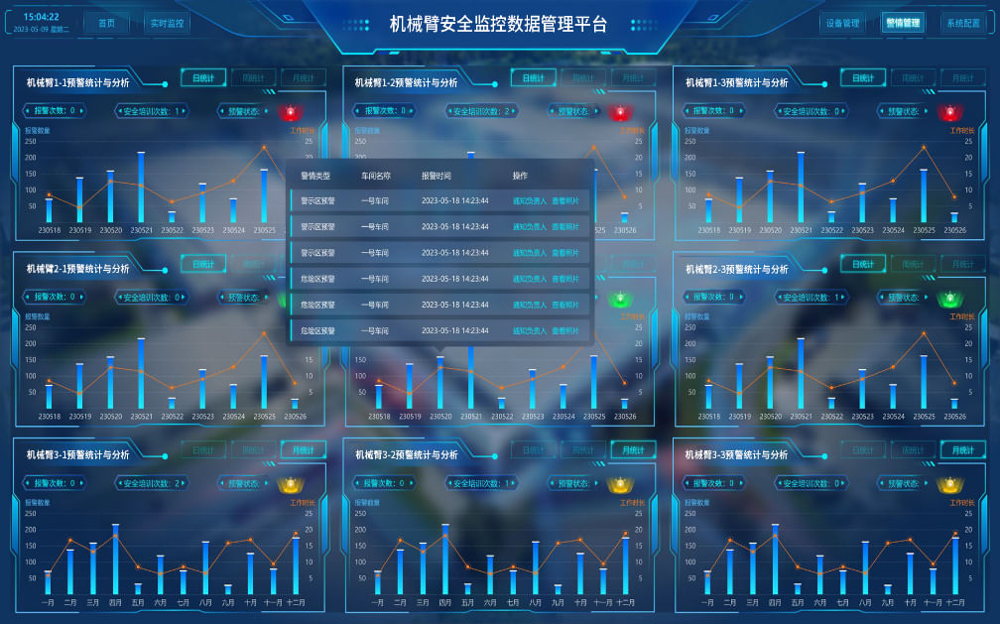 15:04:22
2023-05-09 星期二
首页
实时监控
机械臂安全监控数据管理平台
设备管理
警情管理
系统配置
机械臂1-1预警统计与分析
日统计 周统计 月统计
报警次数: 0
安全培训次数: 1
预警状态:
报警数量
工作时长
250
200
150
100
50
25
20
230518 230519 230520 230521 230522 230523 230524 230525
机械臂1-2预警统计与分析
日统计 周统计 月统计
报警次数: 0
安全培训次数: 2
预警状态:
报警数量
工作时长
250
25
20
15
10
5
230526
机械臂1-3预警统计与分析
日统计 周统计 月统计
报警次数: 0
安全培训次数: 0
预警状态:
报警数量
工作时长
250
200
150
100
50
25
20
15
10
5
230518 230519 230520 230521 230522 230523 230524 230525 230526
警情类型 车间名称 报警时间 操作
警示区预警 一号车间 2023-05-18 14:23:44 通知负责人 查看照片
警示区预警 一号车间 2023-05-18 14:23:44 通知负责人 查看照片
警示区预警 一号车间 2023-05-18 14:23:44 通知负责人 查看照片
危险区预警 一号车间 2023-05-18 14:23:44 通知负责人 查看照片
危险区预警 一号车间 2023-05-18 14:23:44 通知负责人 查看照片
危险区预警 一号车间 2023-05-18 14:23:44 通知负责人 查看照片
机械臂2-1预警统计与分析
日统计 周统计
报警次数: 0
安全培训次数: 0
预警状态:
报警数量
250
200
150
100
50
15
10
5
230518 230519 230520 230521 230522 230523 230524 230525 230526
工作时长
25
20
15
10
5
150
100
50
230518 230519 230520 230521 230522 230523 230524 230525 230526
机械臂2-3预警统计与分析
日统计 周统计 月统计
报警次数: 0
安全培训次数: 1
预警状态:
报警数量
工作时长
250
200
150
100
50
25
20
15
10
5
230518 230519 230520 230521 230522 230523 230524 230525 230526
机械臂3-1预警统计与分析
日统计 周统计 月统计
报警次数: 0
安全培训次数: 2
预警状态:
报警数量
工作时长
250
200
150
100
50
25
20
15
10
5
一月 二月 三月 四月 五月 六月 七月 八月 九月 十月 十一月 十二月
机械臂3-2预警统计与分析
日统计 周统计 月统计
报警次数: 0
安全培训次数: 1
预警状态:
报警数量
工作时长
250
200
150
100
50
25
20
15
10
5
一月 二月 三月 四月 五月 六月 七月 八月 九月 十月 十一月 十二月
机械臂3-3预警统计与分析
日统计 周统计 月统计
报警次数: 0
安全培训次数: 0
预警状态:
报警数量
工作时长
250
200
150
100
50
25
20
15
10
5
一月 二月 三月 四月 五月 六月 七月 八月 九月 十月 十一月 十二月